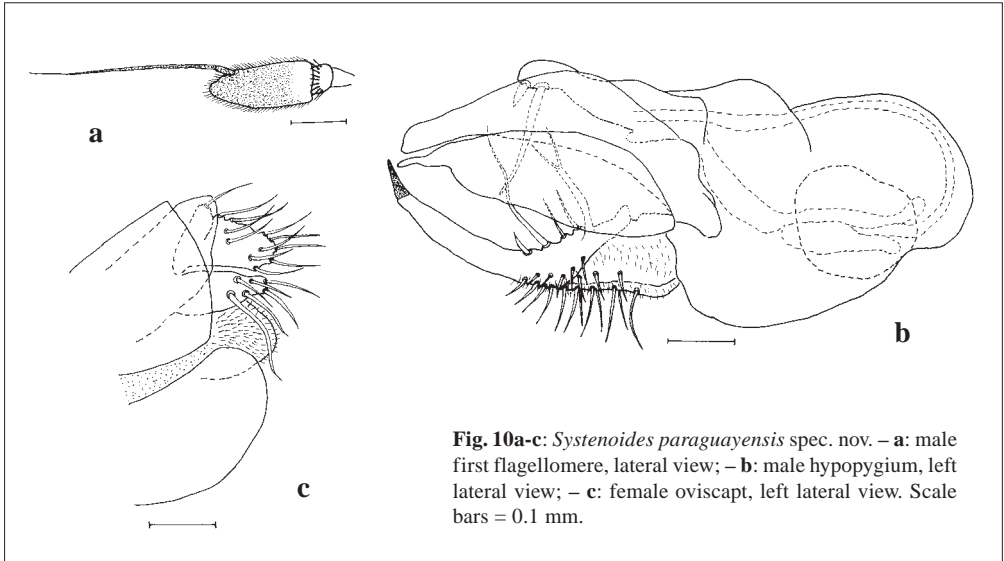 a
b
c
Fig. 10a-c: Systenoides paraguayensis spec. nov. – a: male
first flagellomere, lateral view; – b: male hypopygium, left
lateral view; – c: female oviscapt, left lateral view. Scale
bars = 0.1 mm.